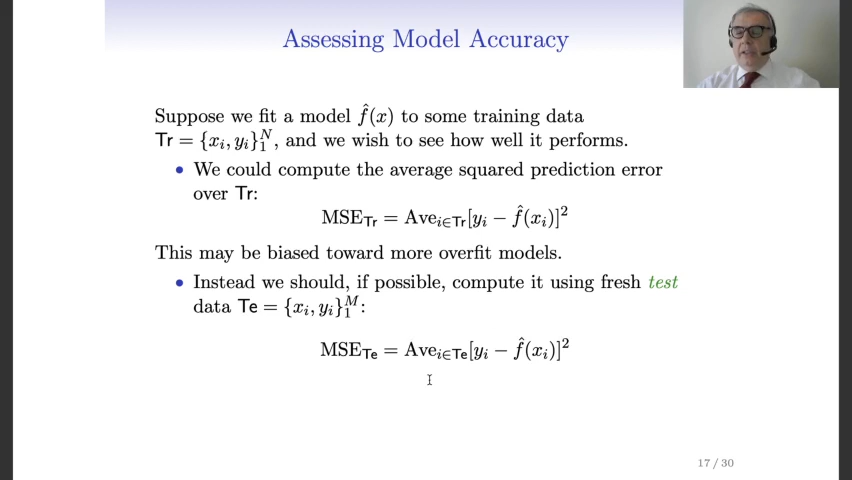 Assessing Model Accuracy
Suppose we fit a model f̂(x) to some training data
Tr = {xᵢ, yᵢ}₁ᴺ, and we wish to see how well it performs.
• We could compute the average squared prediction error
over Tr:
MSE_Tr = Ave_{i∈Tr}[yᵢ − f̂(xᵢ)]²
This may be biased toward more overfit models.
• Instead we should, if possible, compute it using fresh test
data Te = {xᵢ, yᵢ}₁ᴹ:
MSE_Te = Ave_{i∈Te}[yᵢ − f̂(xᵢ)]²
17 / 30